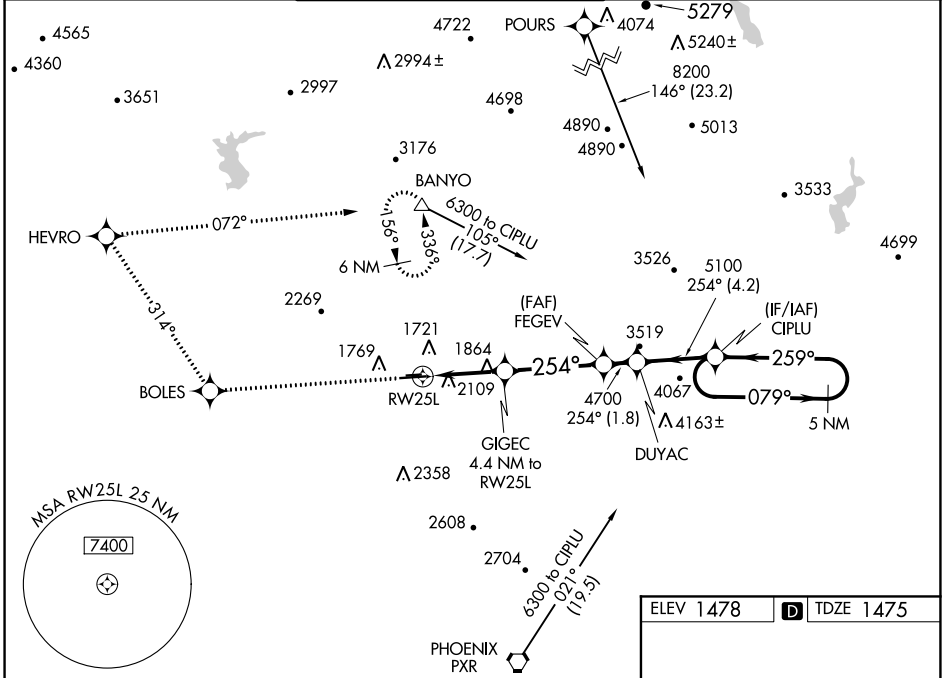 4565
4360
3651
2997
4722
2994±
4698
POURS
4074
5279
5240±
8200
146° (23.2)
4890
4890
5013
3176
BANYO
6300 to CIPLU
105°
(17.7)
156°
336°
6 NM
HEVRO
072°
314°
3533
4699
3526
5100
254° (4.2)
(FAF)
FEGEV
(IF/IAF)
CIPLU
2269
1721
1769
1864
3519
254°
259°
BOLES
RW25L
2109
4700
254° (1.8)
4067
079°
5 NM
GIGEC
4.4 NM to
RW25L
4163±
DUYAC
2358
MSA RW25L 25 NM
7400
2608
2704
6300 to CIPLU
021°
(19.5)
PHOENIX
PXR
ELEV 1478 D TDZE 1475